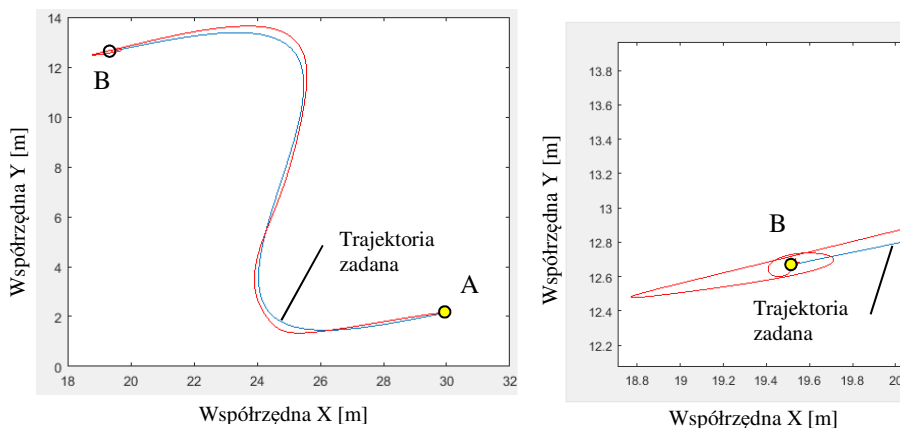 14
12
10
8
6
4
2
0
18 20 22 24 26 28 30 32
Współrzędna Y [m]
Współrzędna X [m]
B
A
Trajektoria
zadana
13.8
13.6
13.4
13.2
13
12.8
12.6
12.4
12.2
18.8 19 19.2 19.4 19.6 19.8 20
Współrzędna Y [m]
Współrzędna X [m]
B
Trajektoria
zadana